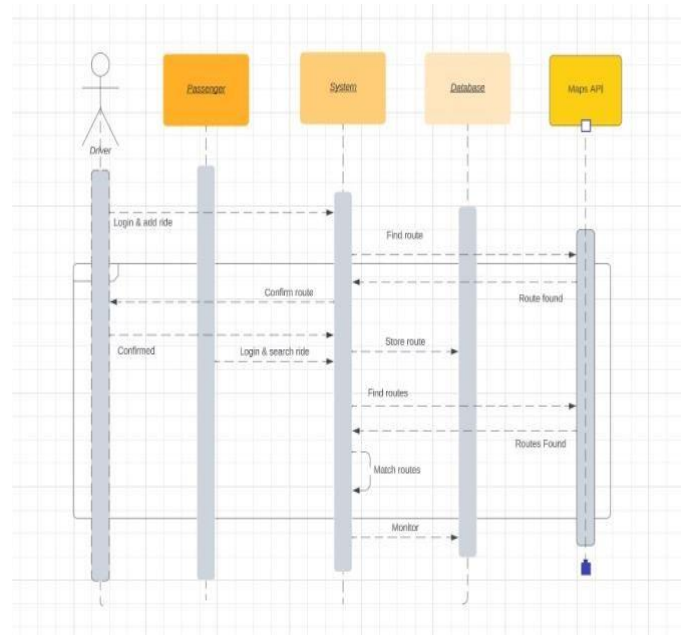 Passenger
System
Database
Maps API
Driver
Login & add ride
Find route
Confirm route
Route found
Confirmed
Login & search ride
Store route
Find routes
Routes Found
Match routes
Monitor